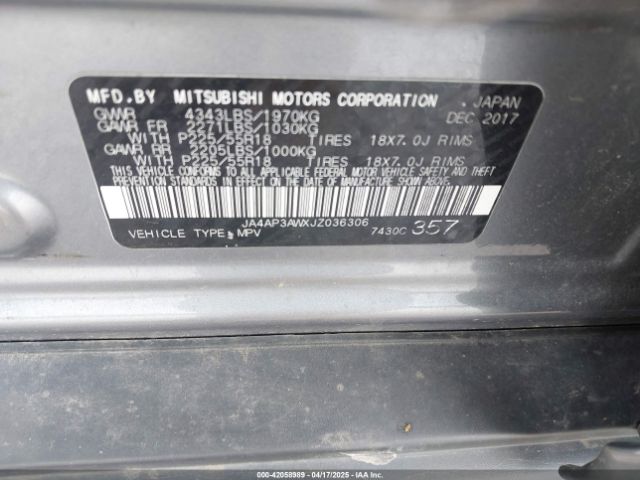 MFD.BY MITSUBISHI MOTORS CORPORATION . JAPAN
GVWR 4343LBS/1970KG DEC 2017
GAWR FR 2271LBS/1030KG
WITH P225/55R18 TIRES 18X7.0J RIMS
GAWR RR 2205LBS/1000KG
WITH P225/55R18 TIRES 18X7.0J RIMS
THIS VEHICLE CONFORMS TO ALL APPLICABLE FEDERAL MOTOR VEHICLE SAFETY AND
THEFT PREVENTION STANDARDS IN EFFECT ON THE DATE OF MANUFACTURE SHOWN ABOVE.
JA4AP3AWXJZ036306
VEHICLE TYPE: MPV 7430C 357
000-42058989 04/17/2025 IAA Inc.